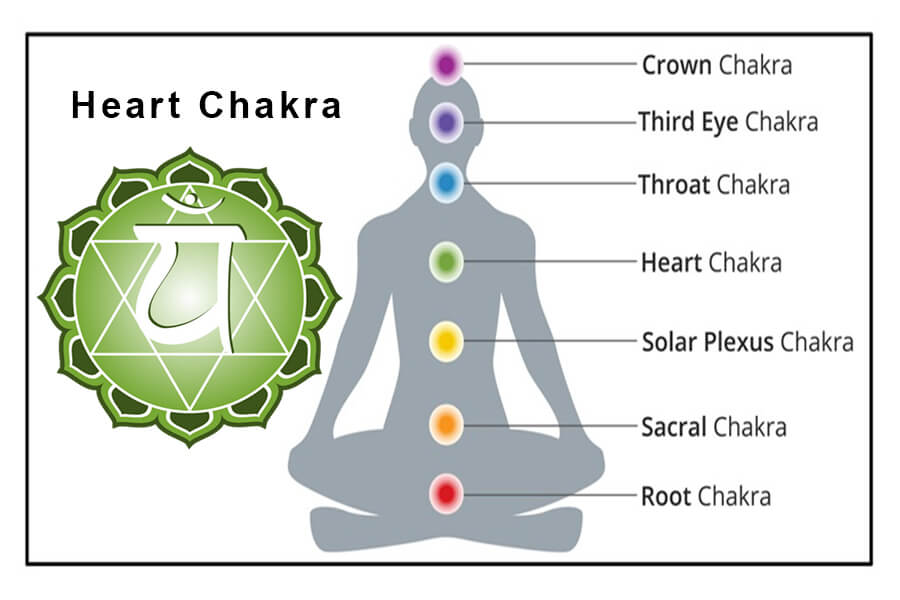 Heart Chakra
Crown Chakra
Third Eye Chakra
Throat Chakra
Heart Chakra
Solar Plexus Chakra
Sacral Chakra
Root Chakra